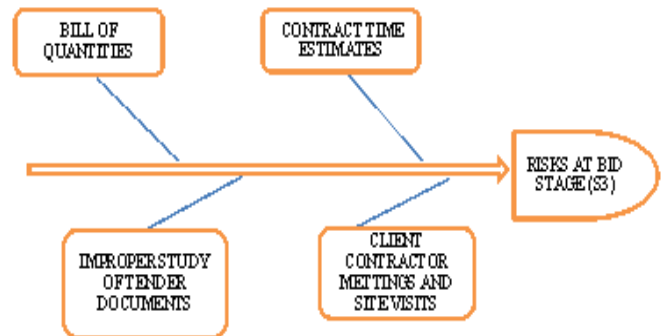 BILL OF
QUANTITIES
CONTRACT TIME
ESTIMATES
RISKS AT BID
STAGE (S3)
IMPROPER STUDY
OF TENDER
DOCUMENTS
CLIENT
CONTRACTOR
METTINGS AND
SITE VISITS